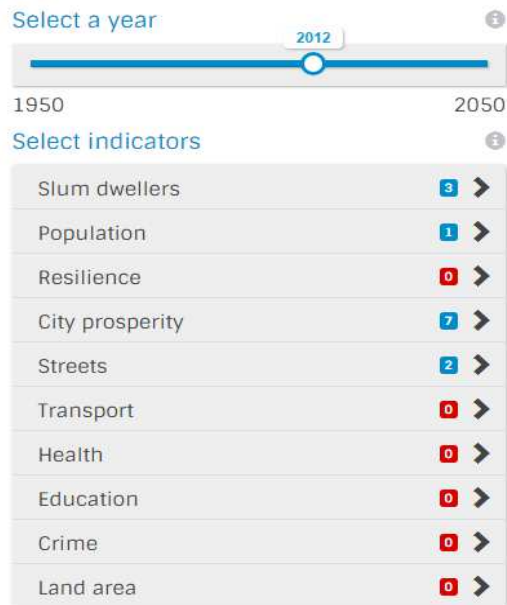 Select a year
2012
1950 2050
Select indicators
Slum dwellers 3
Population 1
Resilience 0
City prosperity 7
Streets 2
Transport 0
Health 0
Education 0
Crime 0
Land area 0